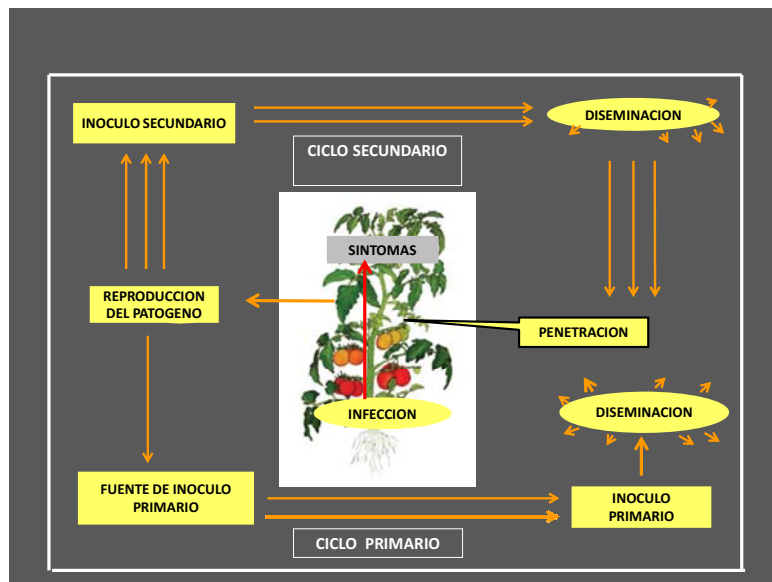 INOCULO SECUNDARIO
DISEMINACION
CICLO SECUNDARIO
SINTOMAS
REPRODUCCION
DEL PATOGENO
PENETRACION
INFECCION
DISEMINACION
FUENTE DE INOCULO
PRIMARIO
INOCULO
PRIMARIO
CICLO PRIMARIO